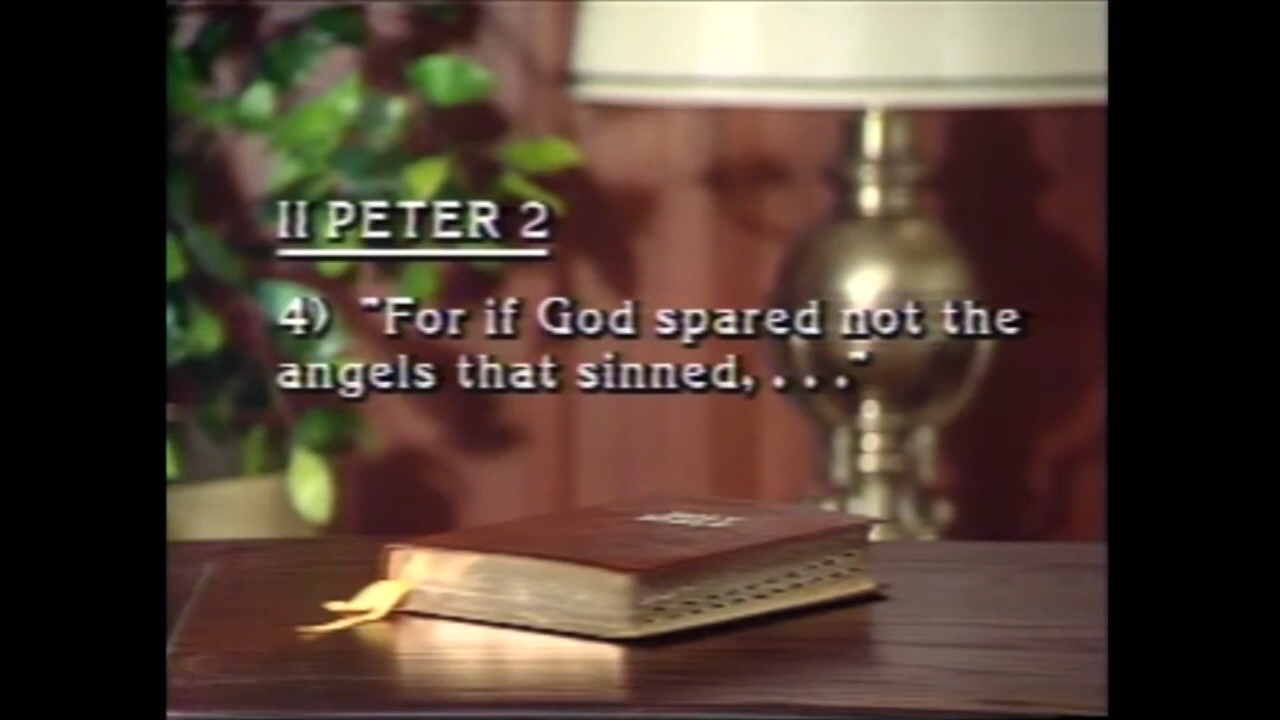 II PETER 2
4) "For if God spared not the
angels that sinned, . . ."